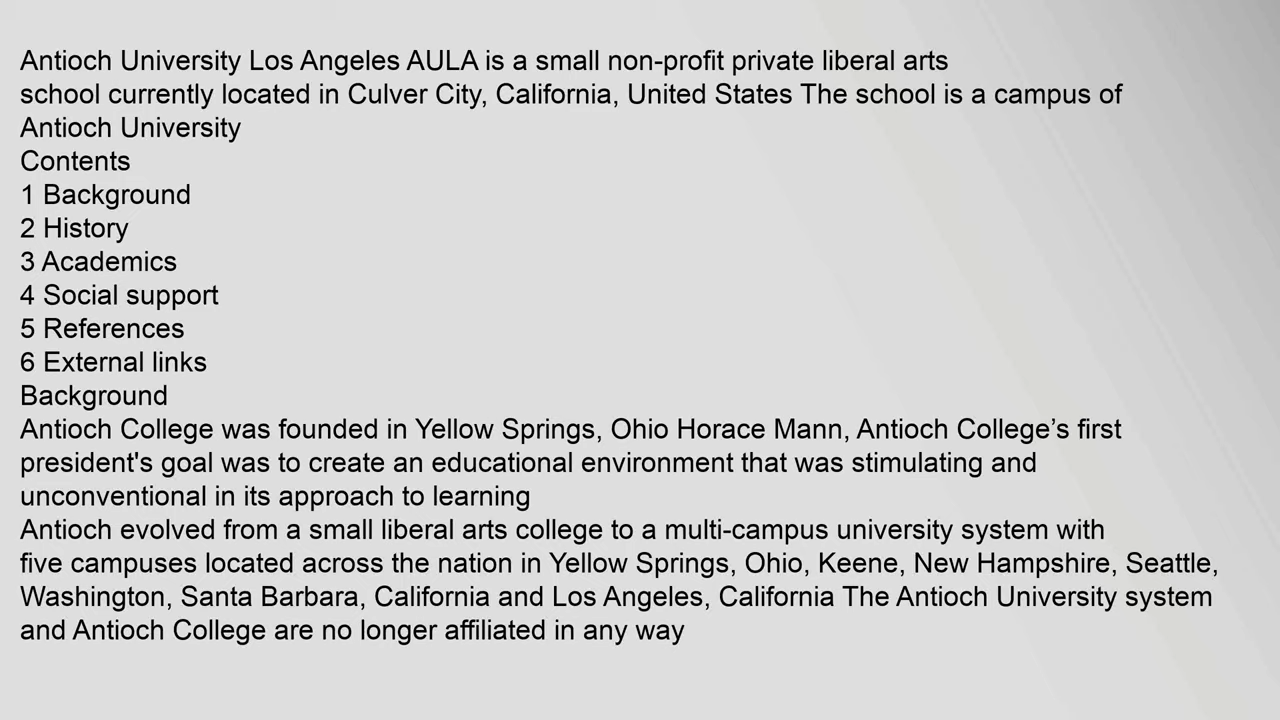 Antioch University Los Angeles AULA is a small non-profit private liberal arts
school currently located in Culver City, California, United States The school is a campus of
Antioch University
Contents
1 Background
2 History
3 Academics
4 Social support
5 References
6 External links
Background
Antioch College was founded in Yellow Springs, Ohio Horace Mann, Antioch College’s first
president's goal was to create an educational environment that was stimulating and
unconventional in its approach to learning
Antioch evolved from a small liberal arts college to a multi-campus university system with
five campuses located across the nation in Yellow Springs, Ohio, Keene, New Hampshire, Seattle,
Washington, Santa Barbara, California and Los Angeles, California The Antioch University system
and Antioch College are no longer affiliated in any way